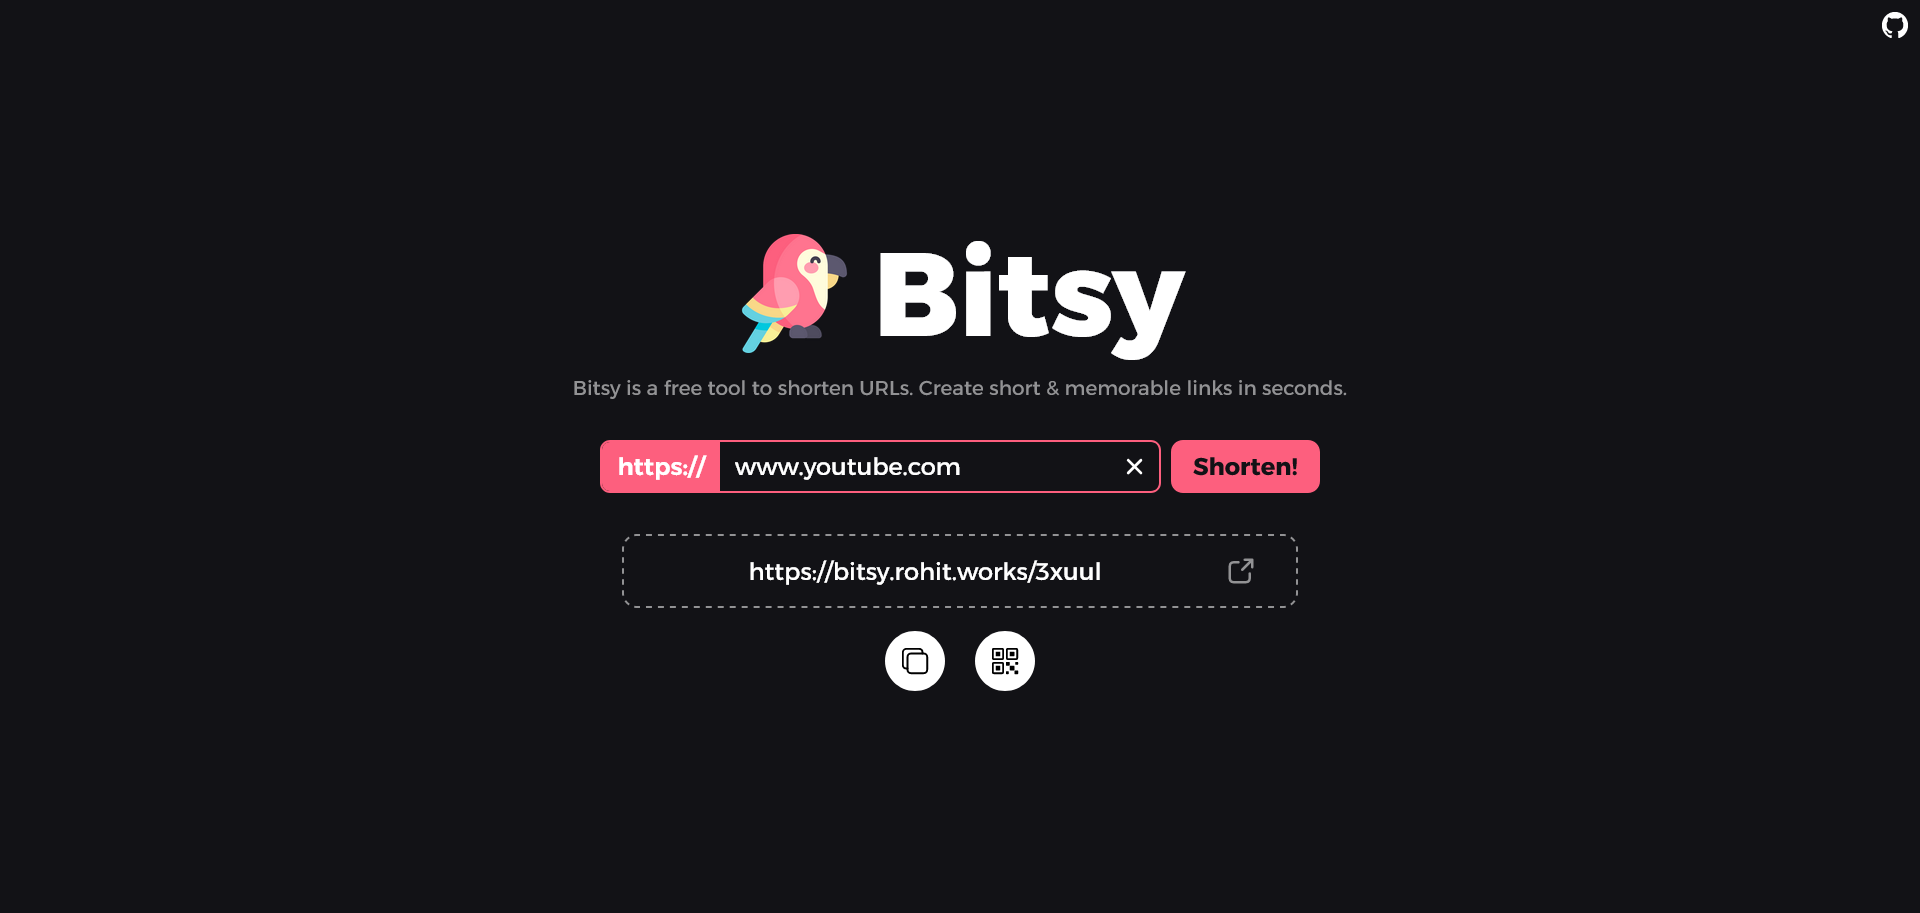 Bitsy
Bitsy is a free tool to shorten URLs. Create short & memorable links in seconds.
https:// www.youtube.com Shorten!
https://bitsy.rohit.works/3xuul